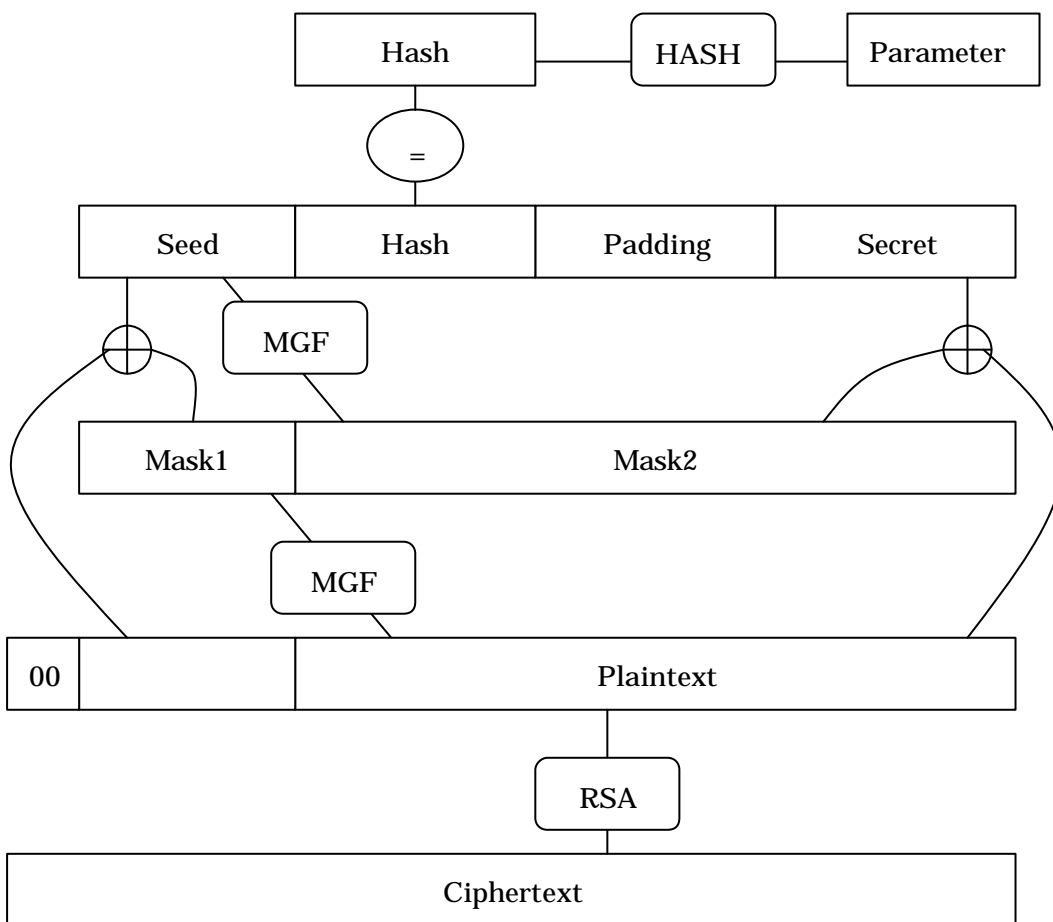 Hash HASH Parameter
=
Seed Hash Padding Secret
MGF
Mask1 Mask2
MGF
00 Plaintext
RSA
Ciphertext